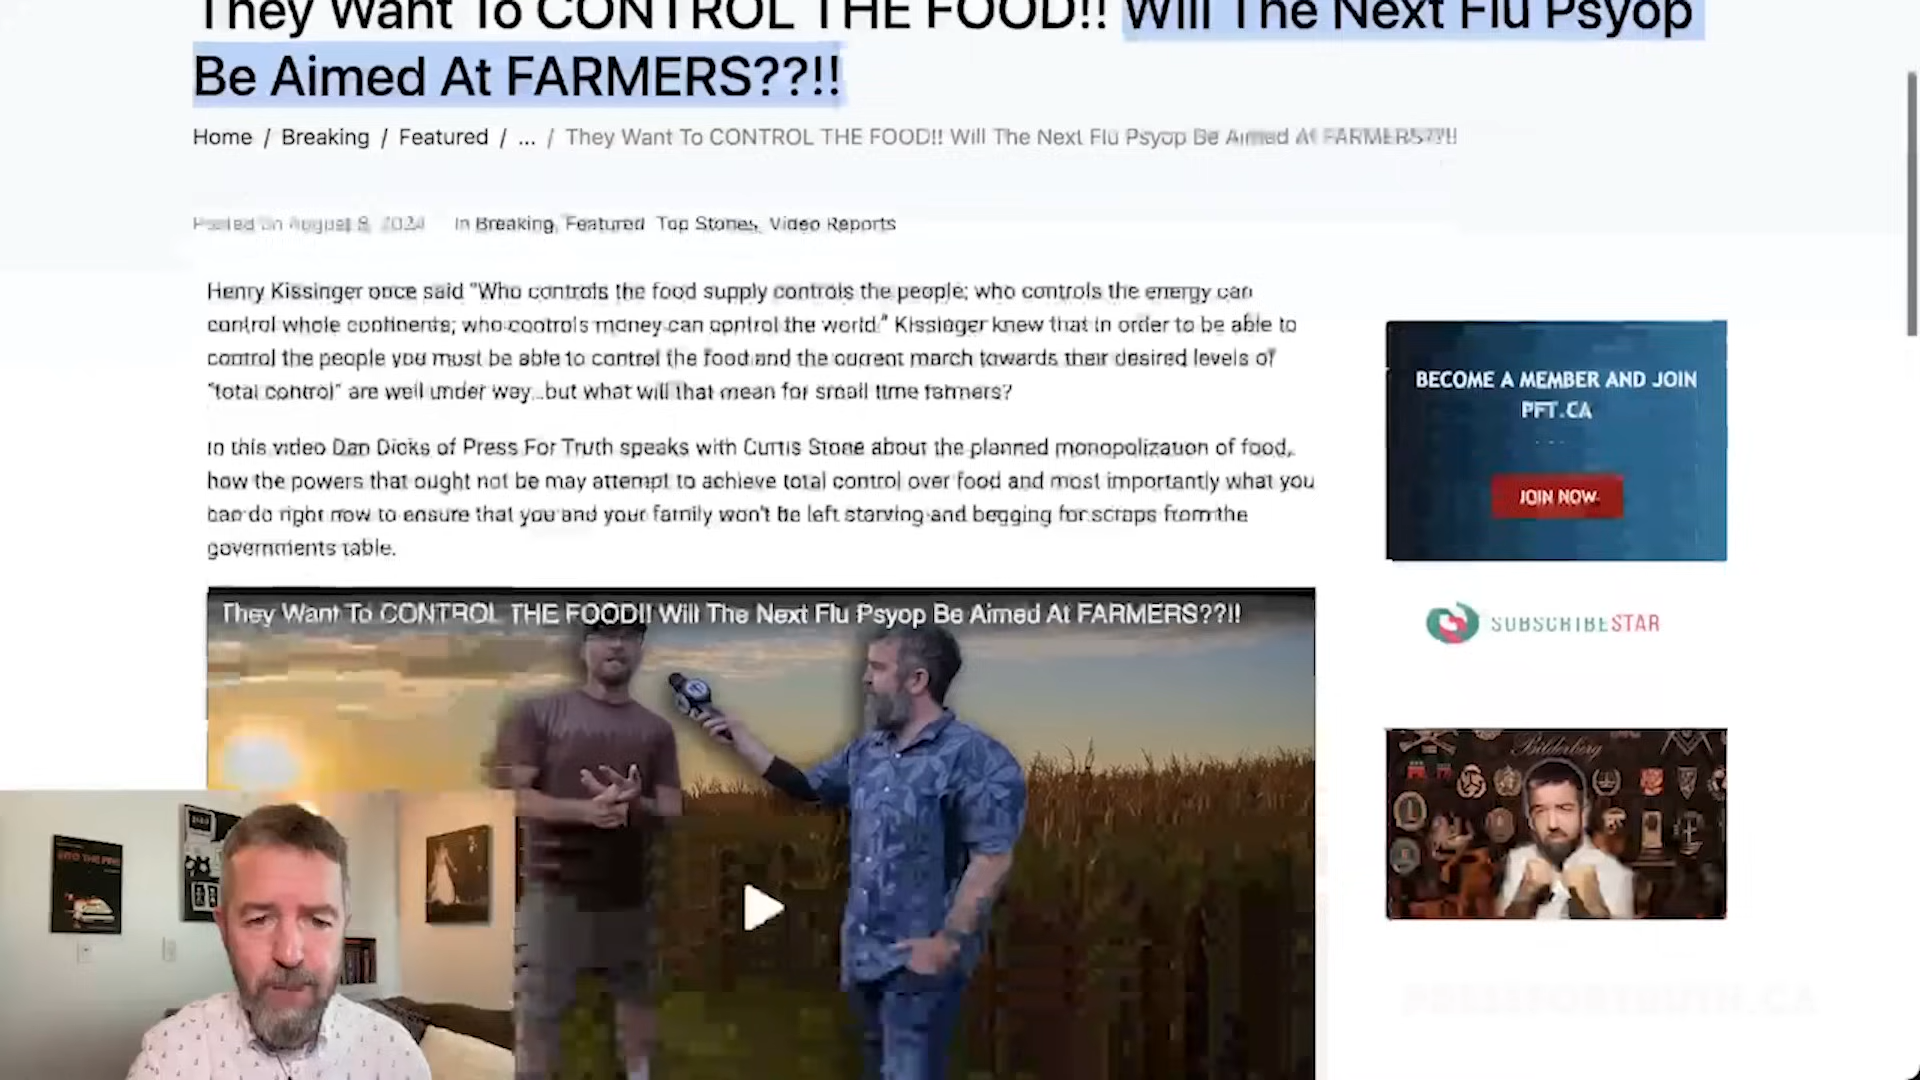 They Want To CONTROL THE FOOD!! Will The Next Flu Psyop
Be Aimed At FARMERS??!!
Home / Breaking / Featured / ... / They Want To CONTROL THE FOOD!! Will The Next Flu Psyop Be Aimed At FARMERS??!!
Posted On August 8, 2024 In Breaking, Featured, Top Stories, Video Reports
Henry Kissinger once said "Who controls the food supply controls the people; who controls the energy can
control whole continents; who controls money can control the world." Kissinger knew that in order to be able to
control the people you must be able to control the food and the current march towards their desired levels of
"total control" are well under way...but what will that mean for small time farmers?
In this video Dan Dicks of Press For Truth speaks with Curtis Stone about the planned monopolization of food,
how the powers that ought not be may attempt to achieve total control over food and most importantly what you
can do right now to ensure that you and your family won't be left starving and begging for scraps from the
governments table.
BECOME A MEMBER AND JOIN
PFT.CA
JOIN NOW
SUBSCRIBESTAR
They Want To CONTROL THE FOOD!! Will The Next Flu Psyop Be Aimed At FARMERS??!!
Bilderberg
INTO THE FIRE
PRESSFORTRUTH.CA